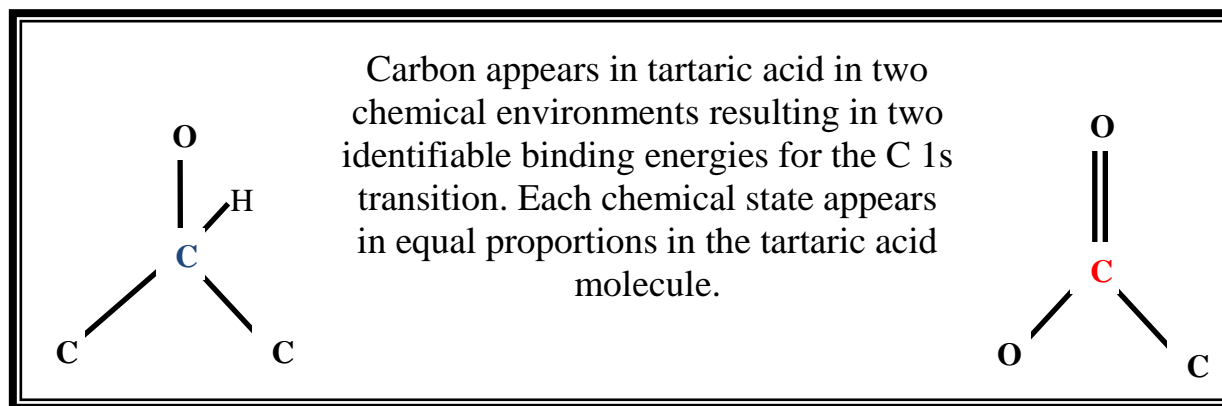 Carbon appears in tartaric acid in two
chemical environments resulting in two
identifiable binding energies for the C 1s
transition. Each chemical state appears
in equal proportions in the tartaric acid
molecule.
O
H
C
C
C
O
C
O
C